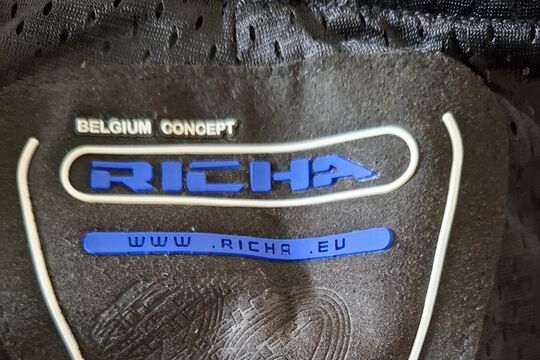 BELGIUM CONCEPT
RICHA
WWW .RICHA .EU